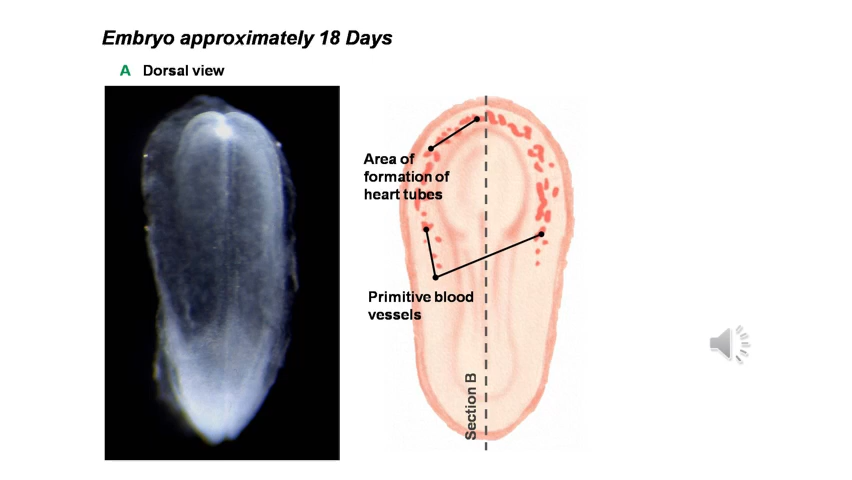 Embryo approximately 18 Days
A Dorsal view
Area of
formation of
heart tubes
Primitive blood
vessels
Section B